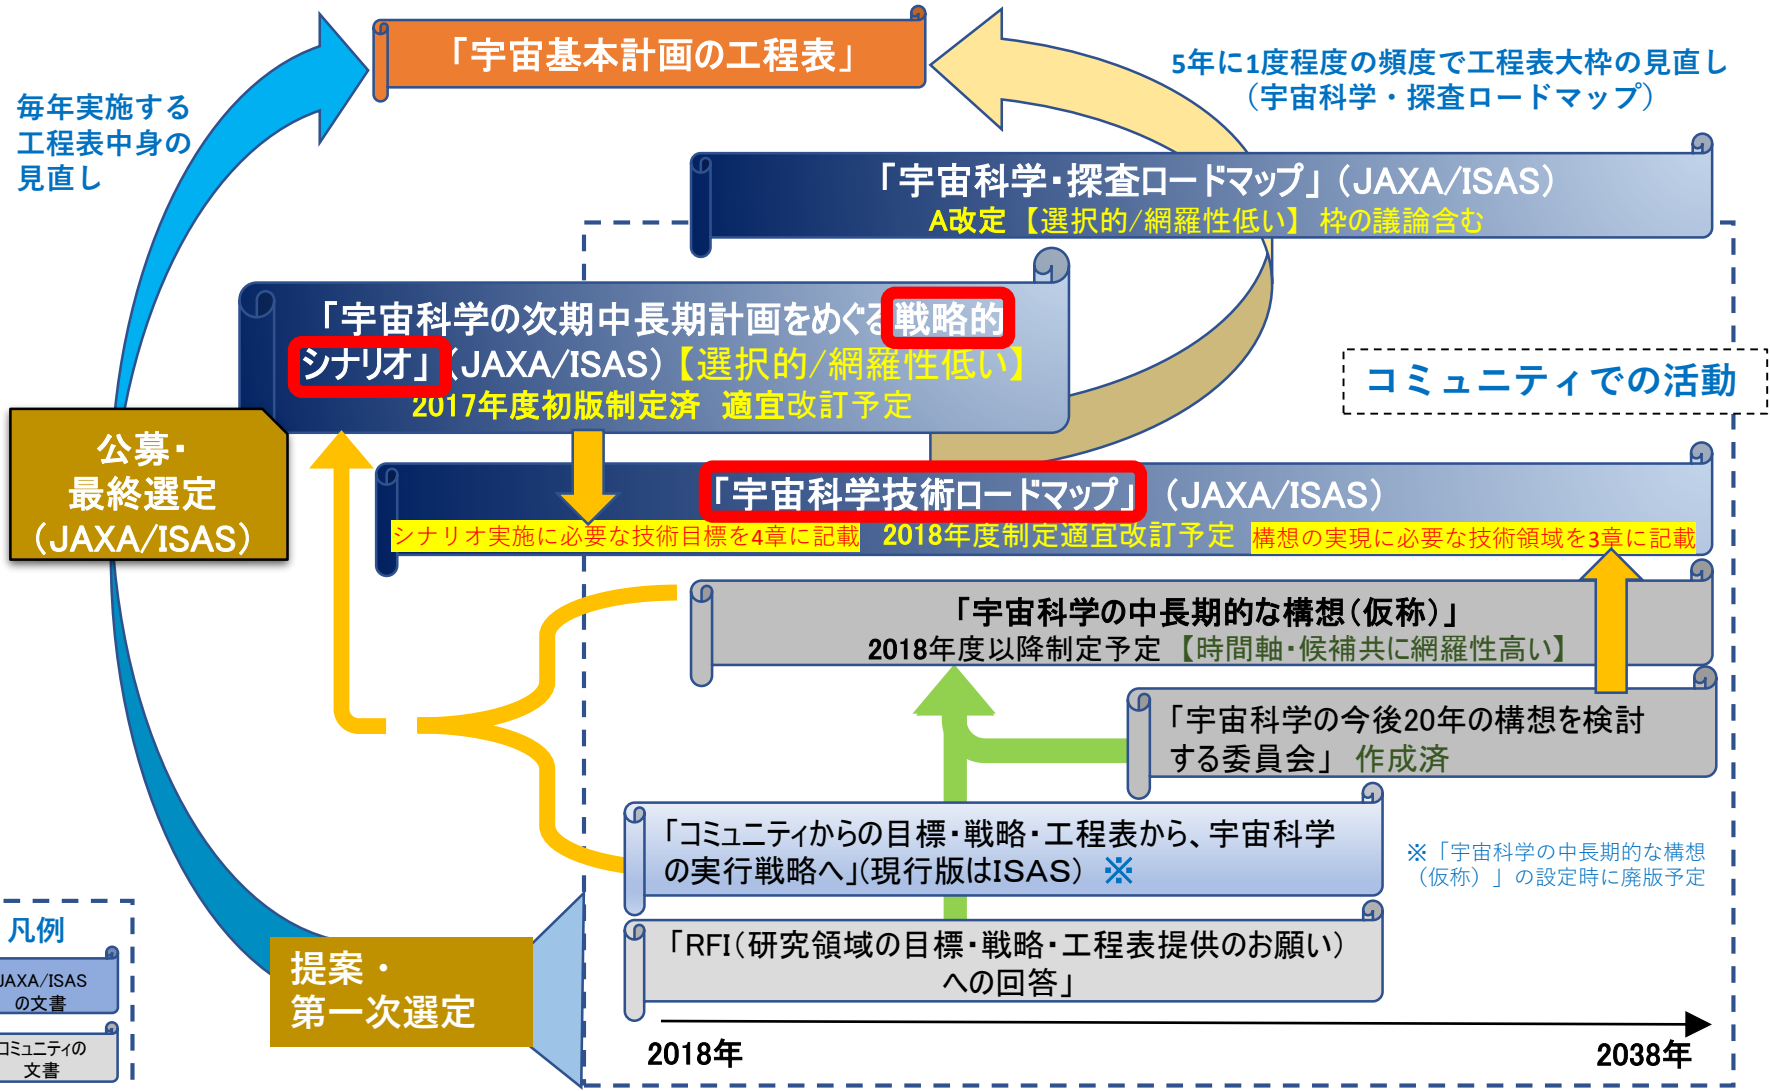 「宇宙基本計画の工程表」
5年に1度程度の頻度で工程表大枠の見直し
（宇宙科学・探査ロードマップ）
毎年実施する
工程表中身の
見直し
「宇宙科学・探査ロードマップ」（JAXA/ISAS）
A改定【選択的/網羅性低い】 枠の議論含む
「宇宙科学の次期中長期計画をめぐる戦略的
シナリオ」（JAXA/ISAS）【選択的/網羅性低い】
2017年度初版制定済 適宜改訂予定
コミュニティでの活動
公募・
最終選定
（JAXA/ISAS）
「宇宙科学技術ロードマップ」（JAXA/ISAS）
シナリオ実施に必要な技術目標を4章に記載 2018年度制定適宜改訂予定 構想の実現に必要な技術領域を3章に記載
「宇宙科学の中長期的な構想（仮称）」
2018年度以降制定予定 【時間軸・候補共に網羅性高い】
「宇宙科学の今後20年の構想を検討
する委員会」 作成済
「コミュニティからの目標・戦略・工程表から、宇宙科学
の実行戦略へ」（現行版はISAS） ※
※「宇宙科学の中長期的な構想
（仮称）」の設定時に廃版予定
「RFI（研究領域の目標・戦略・工程表提供のお願い）
への回答」
提案・
第一次選定
2018年
2038年
凡例
JAXA/ISAS
の文書
コミュニティの
文書